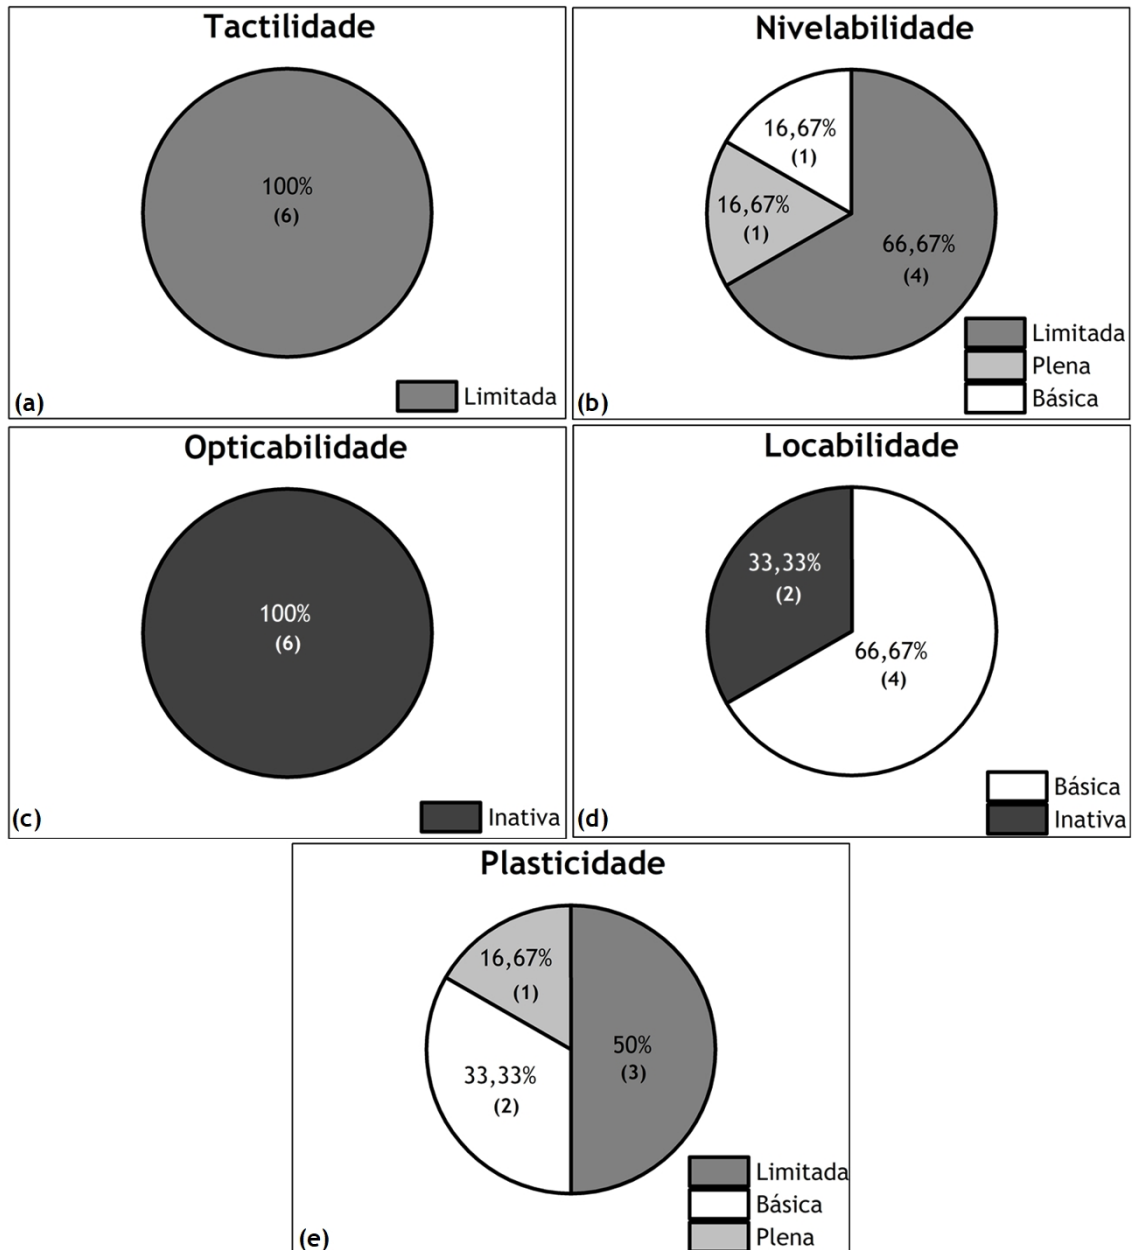 Tactilidade
100%
(6)
Limitada
(a)
Nivelabilidade
16,67%
(1)
16,67%
(1)
66,67%
(4)
Limitada
Plena
Básica
(b)
Opticabilidade
100%
(6)
Inativa
(c)
Locabilidade
33,33%
(2)
66,67%
(4)
Básica
Inativa
(d)
Plasticidade
16,67%
(1)
50%
(3)
33,33%
(2)
Limitada
Básica
Plena
(e)